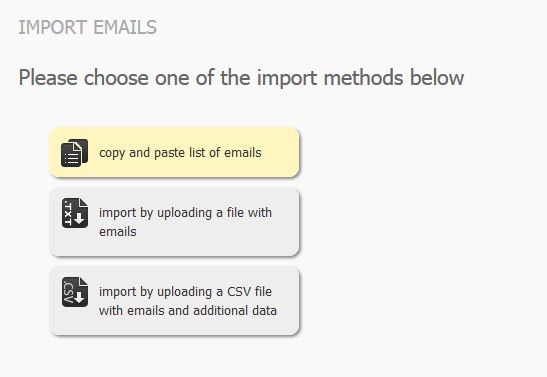 IMPORT EMAILS
Please choose one of the import methods below
copy and paste list of emails
.TXT
import by uploading a file with
emails
.CSV
import by uploading a CSV file
with emails and additional data